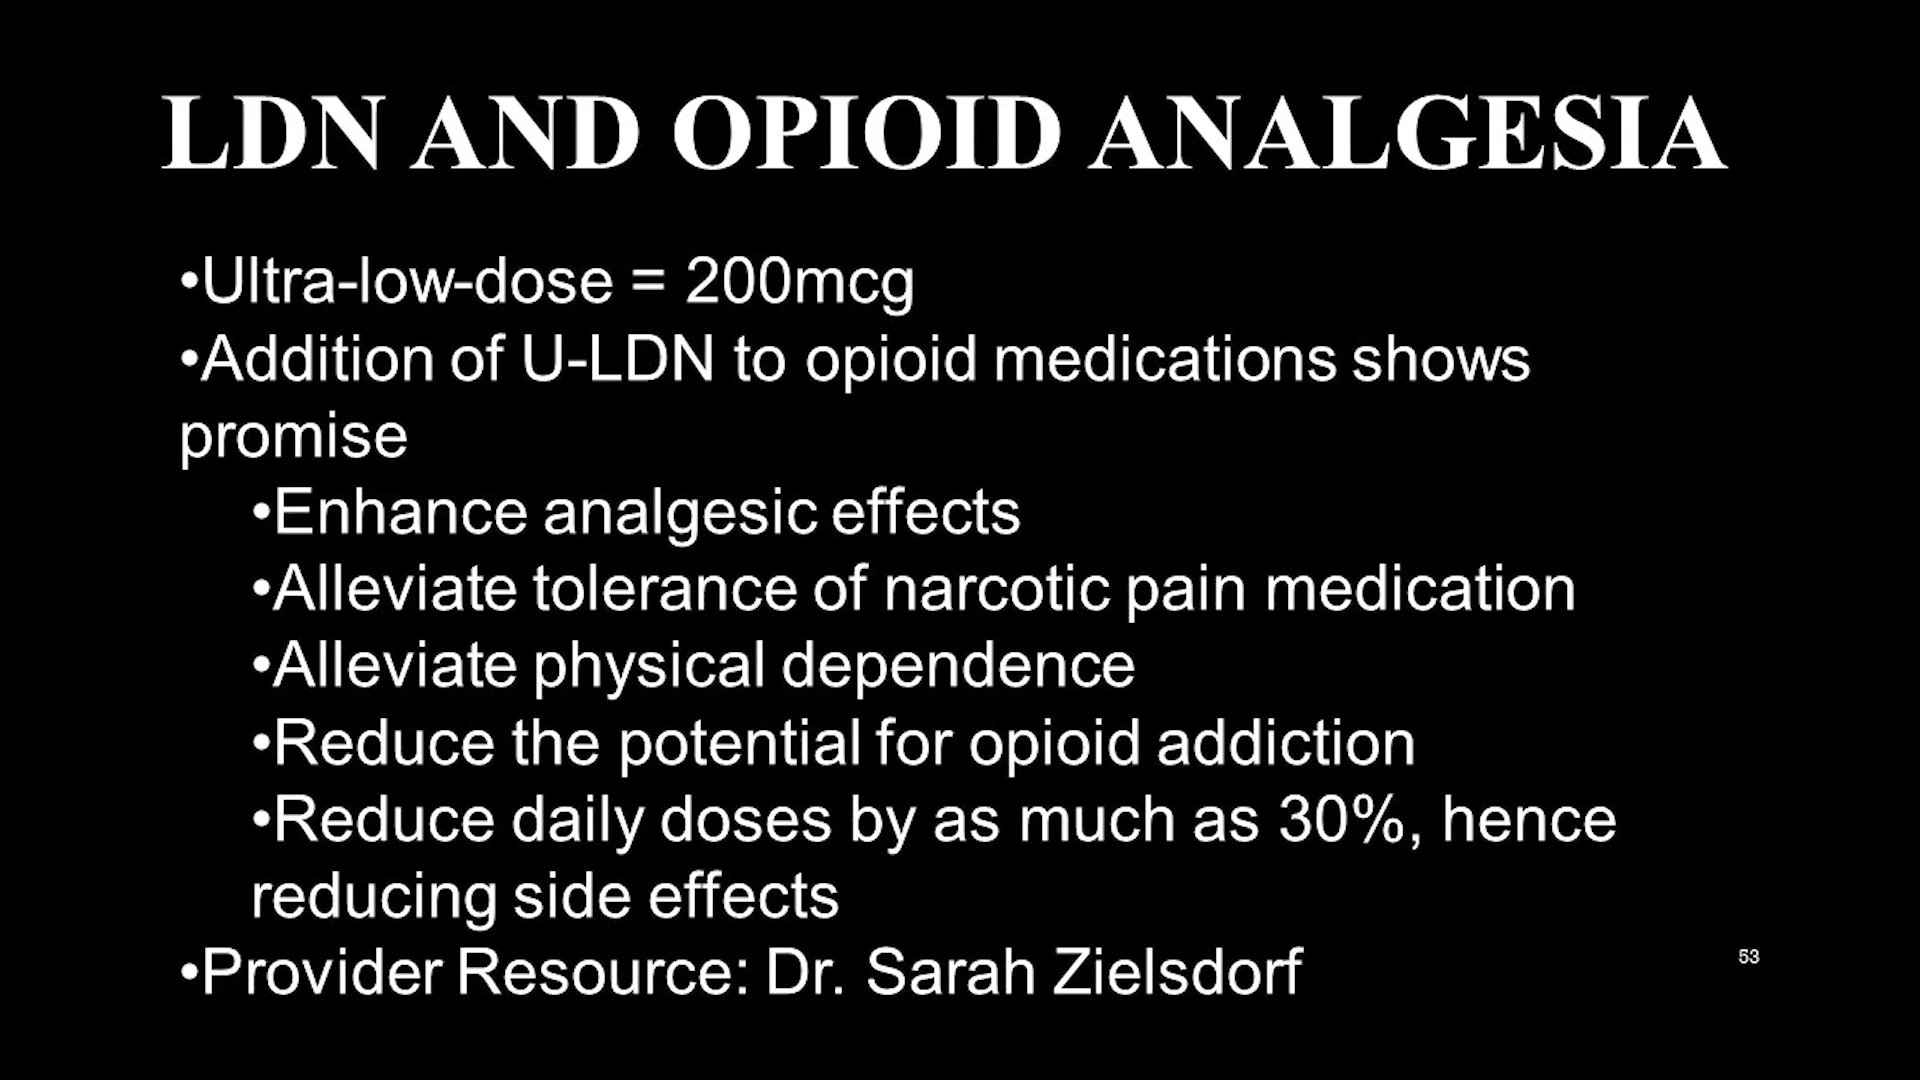 LDN AND OPIOID ANALGESIA
•Ultra-low-dose = 200mcg
•Addition of U-LDN to opioid medications shows
promise
•Enhance analgesic effects
•Alleviate tolerance of narcotic pain medication
•Alleviate physical dependence
•Reduce the potential for opioid addiction
•Reduce daily doses by as much as 30%, hence
reducing side effects
•Provider Resource: Dr. Sarah Zielsdorf
53